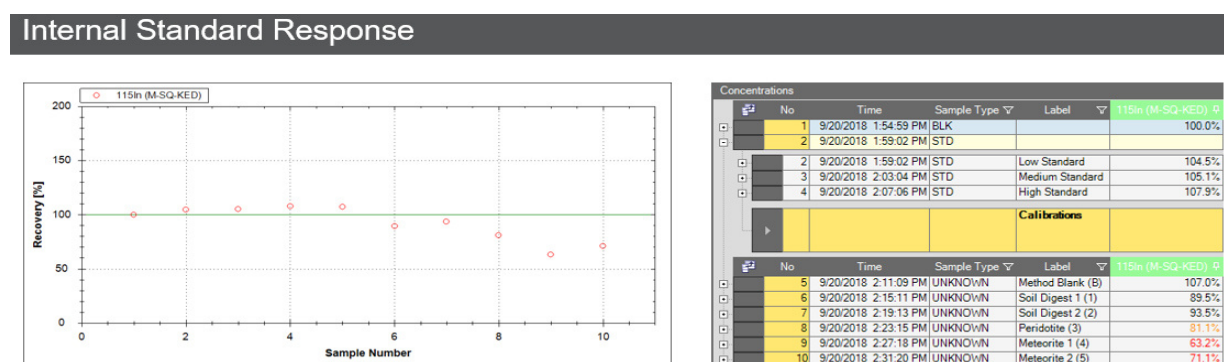 Internal Standard Response
115In (M-SQ-KED)
200
150
100
50
0
Recovery [%]
0 2 4 6 8 10
Sample Number
Concentrations
No Time Sample Type Label 115In (M-SQ-KED)
1 9/20/2018 1:54:59 PM BLK 100.0%
2 9/20/2018 1:59:02 PM STD
2 9/20/2018 1:59:02 PM STD Low Standard 104.5%
3 9/20/2018 2:03:04 PM STD Medium Standard 105.1%
4 9/20/2018 2:07:06 PM STD High Standard 107.9%
Calibrations
No Time Sample Type Label 115In (M-SQ-KED)
5 9/20/2018 2:11:09 PM UNKNOWN Method Blank (B) 107.0%
6 9/20/2018 2:15:11 PM UNKNOWN Soil Digest 1 (1) 89.5%
7 9/20/2018 2:19:13 PM UNKNOWN Soil Digest 2 (2) 93.5%
8 9/20/2018 2:23:15 PM UNKNOWN Peridotite (3) 81.1%
9 9/20/2018 2:27:18 PM UNKNOWN Meteorite 1 (4) 63.2%
10 9/20/2018 2:31:20 PM UNKNOWN Meteorite 2 (5) 71.1%